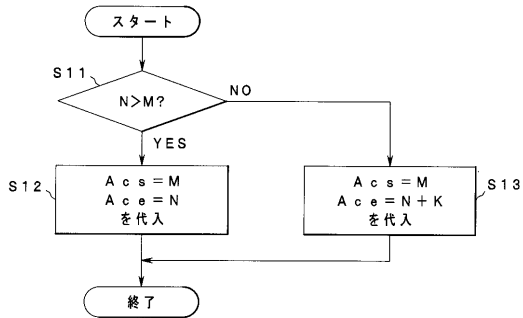 スタート
S11
N>M?
NO
YES
S12
Acs=M
Ace=N
を代入
Acs=M
Ace=N+K
を代入
S13
終了